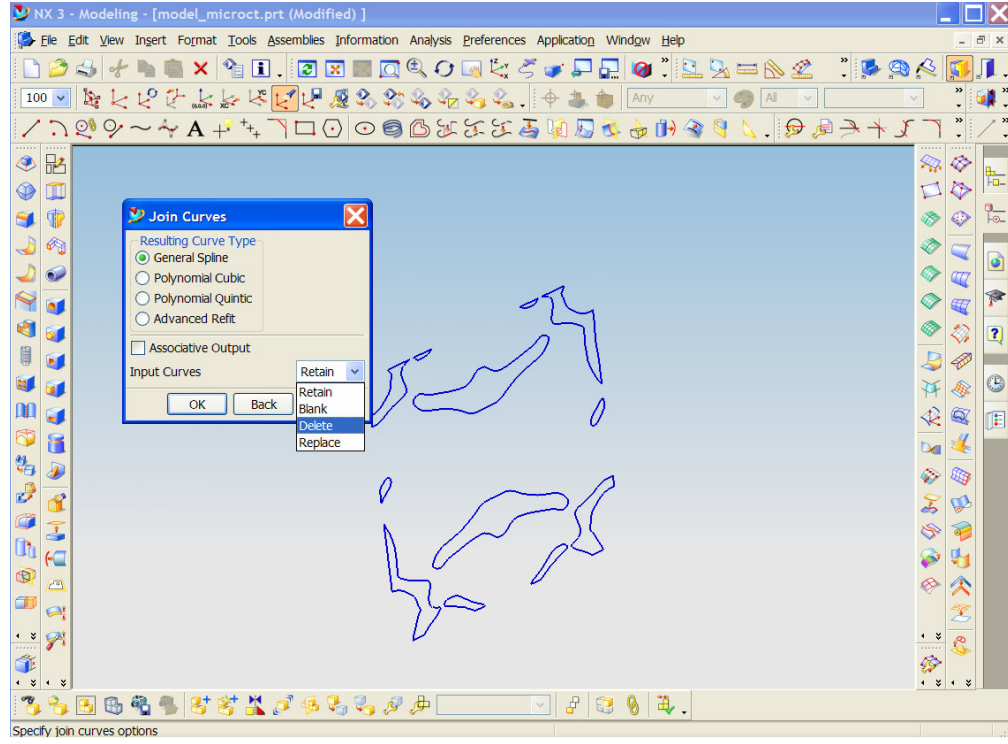 NX 3 - Modeling - [model_microct.prt (Modified) ]
File Edit View Insert Format Tools Assemblies Information Analysis Preferences Application Window Help
100 Any All
A
Join Curves
Resulting Curve Type
General Spline
Polynomial Cubic
Polynomial Quintic
Advanced Refit
Associative Output
Input Curves Retain
OK Back
Retain
Blank
Delete
Replace
Specify join curves options